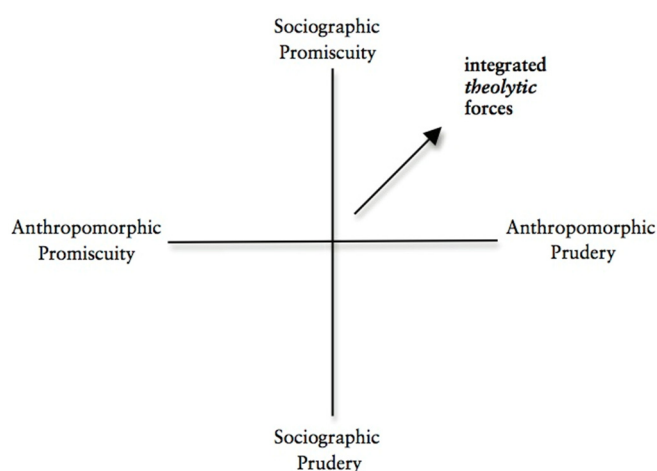 Sociographic
Promiscuity
integrated
theolytic
forces
Anthropomorphic
Promiscuity
Anthropomorphic
Prudery
Sociographic
Prudery